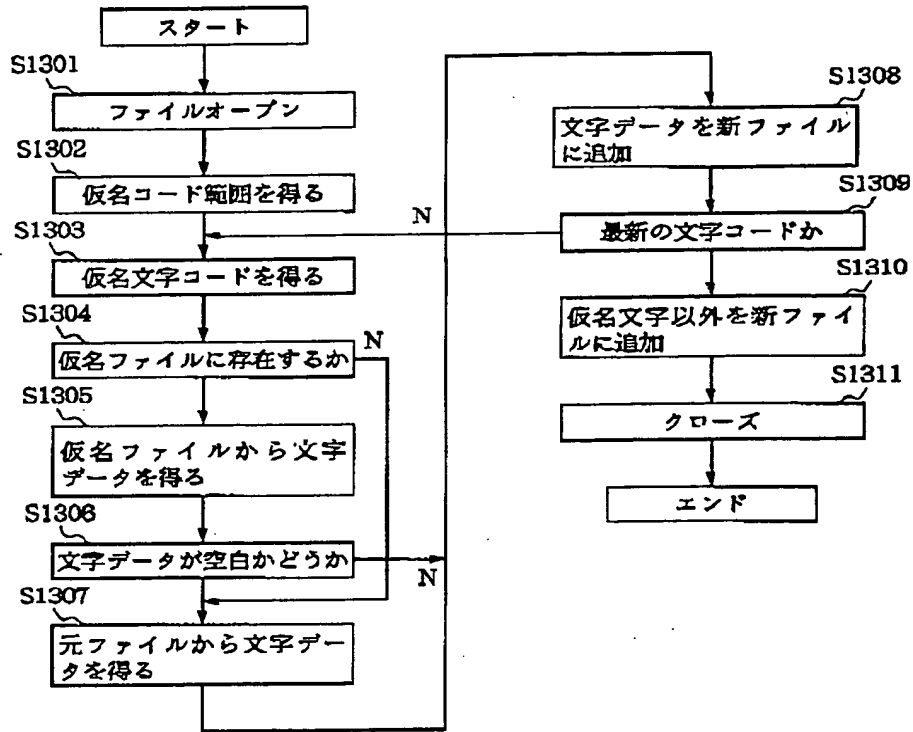 スタート
S1301
ファイルオープン
S1302
仮名コード範囲を得る
N
S1303
仮名文字コードを得る
S1304
仮名ファイルに存在するか
N
S1305
仮名ファイルから文字
データを得る
S1306
文字データが空白かどうか
N
S1307
元ファイルから文字デー
タを得る
S1308
文字データを新ファイル
に追加
S1309
最新の文字コードか
S1310
仮名文字以外を新ファイ
ルに追加
S1311
クローズ
エンド